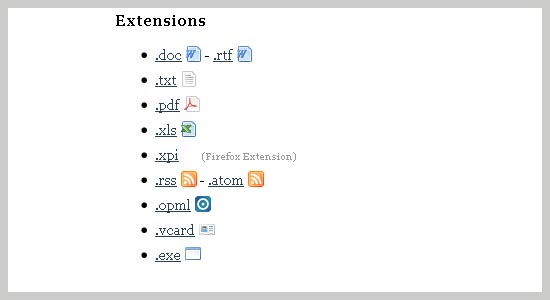 Extensions
.doc - .rtf
.txt
.pdf
.xls
.xpi (Firefox Extension)
.rss - .atom
.opml
.vcard
.exe